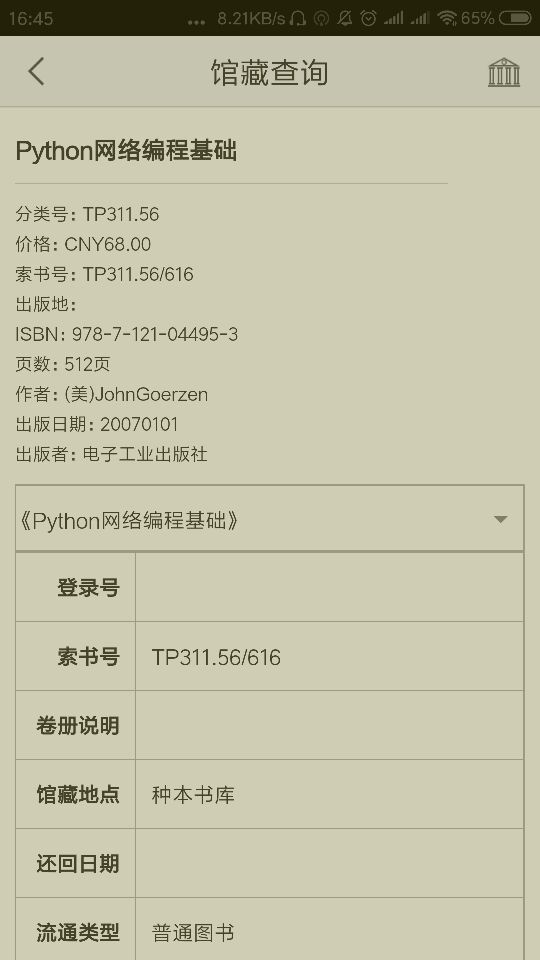 16:45 ... 8.21KB/s 65%
馆藏查询
Python网络编程基础
分类号: TP311.56
价格: CNY68.00
索书号: TP311.56/616
出版地:
ISBN: 978-7-121-04495-3
页数: 512页
作者: (美)JohnGoerzen
出版日期: 20070101
出版者: 电子工业出版社
《Python网络编程基础》
登录号
索书号 TP311.56/616
卷册说明
馆藏地点 种本书库
还回日期
流通类型 普通图书